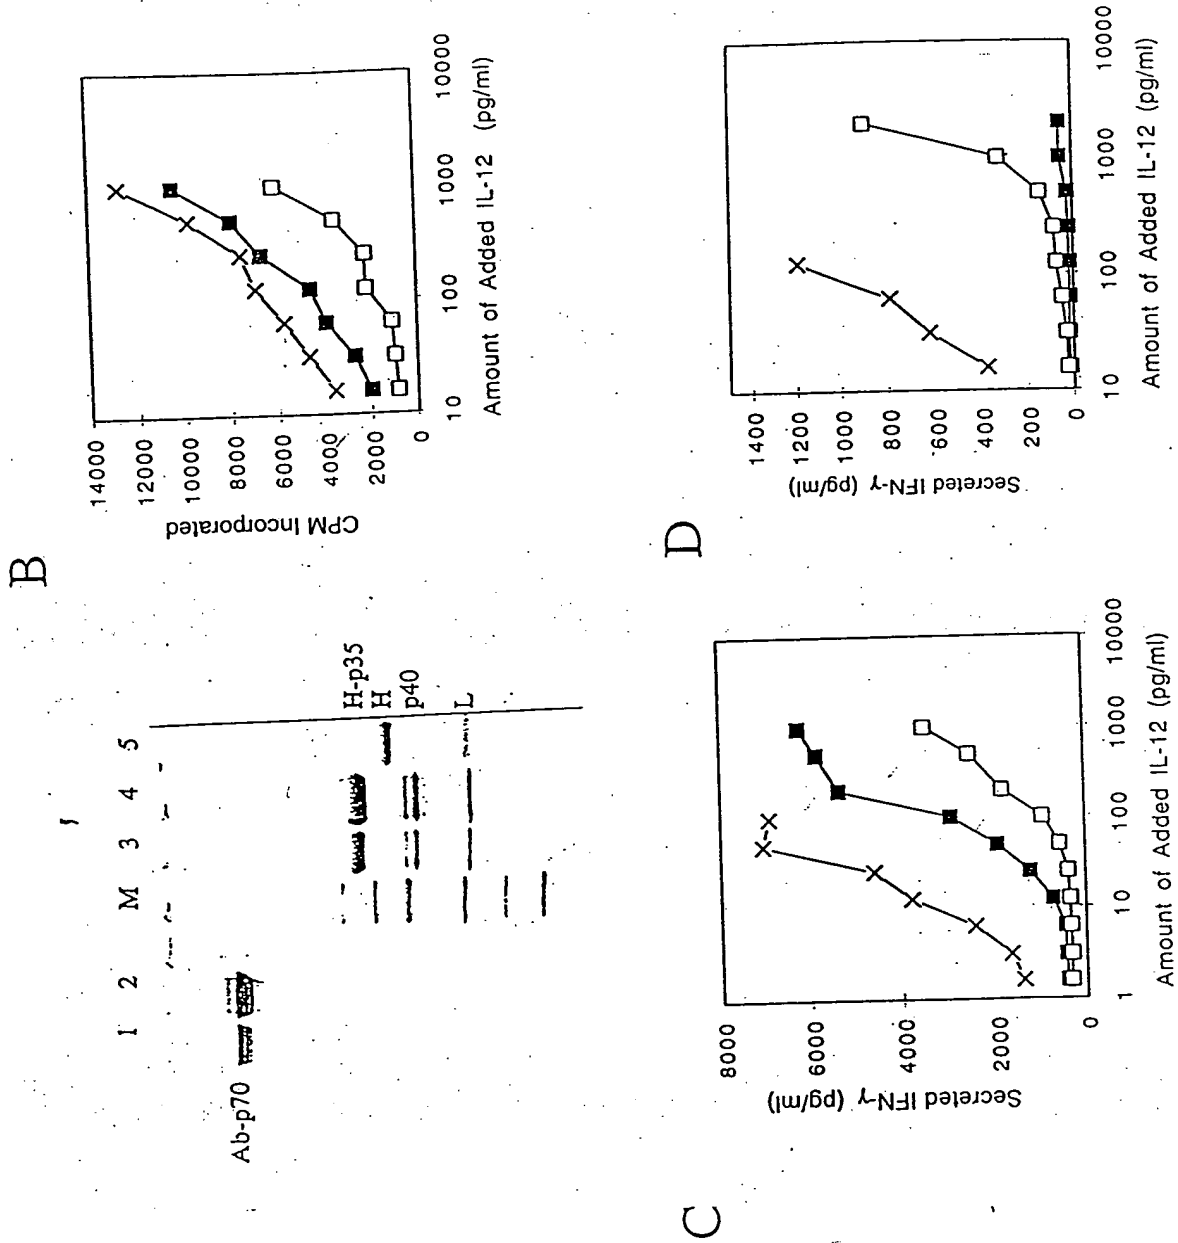 1 2 M 3 4 5
Ab-p70
H-p35
H
p40
L
B
CPM Incorporated
14000
12000
10000
8000
6000
4000
2000
0
10 100 1000 10000
Amount of Added IL-12 (pg/ml)
C
Secreted IFN-γ (pg/ml)
8000
6000
4000
2000
0
1 10 100 1000 10000
Amount of Added IL-12 (pg/ml)
D
Secreted IFN-γ (pg/ml)
1400
1200
1000
800
600
400
200
0
10 100 1000 10000
Amount of Added IL-12 (pg/ml)